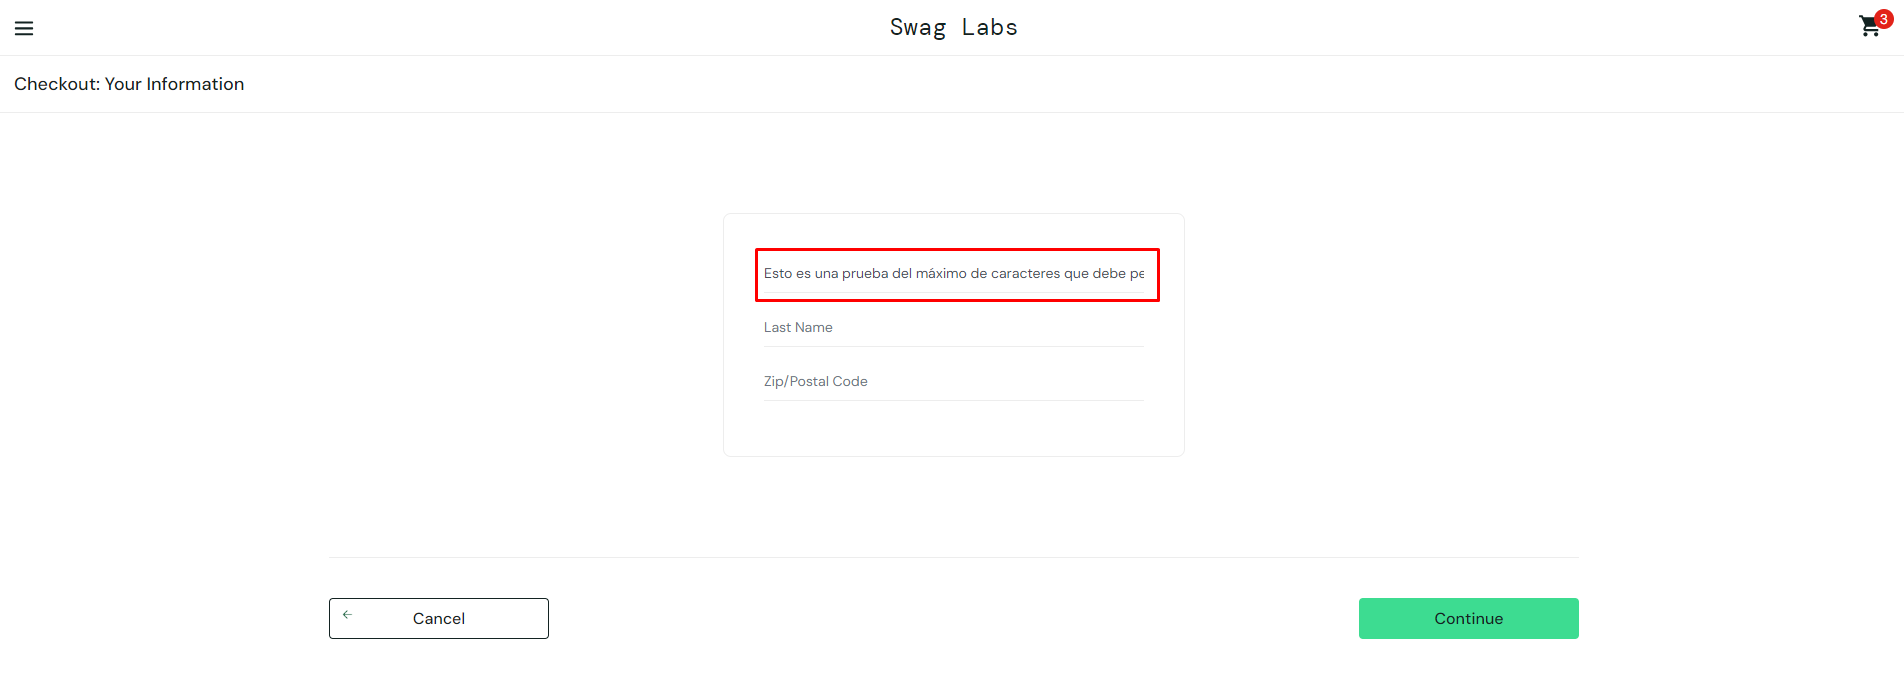 Swag Labs
3
Checkout: Your Information
Esto es una prueba del máximo de caracteres que debe pe
Last Name
Zip/Postal Code
Cancel
Continue